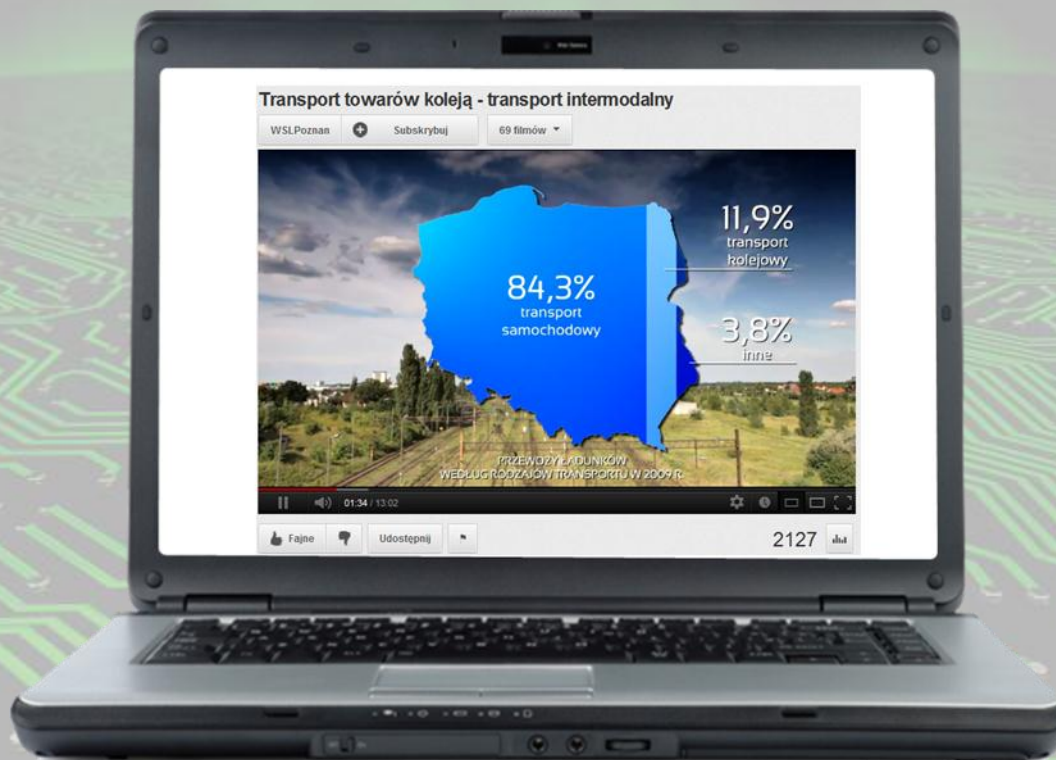 Transport towarów koleją - transport intermodalny
WSLPoznan
Subskrybuj
69 filmów
11,9%
transport
kolejowy
84,3%
transport
samochodowy
3,8%
inne
PRZEWOZY ŁADUNKÓW
WEDŁUG RODZAJÓW TRANSPORTU W 2009 R.
01:34 / 13:02
Fajne
Udostępnij
2127